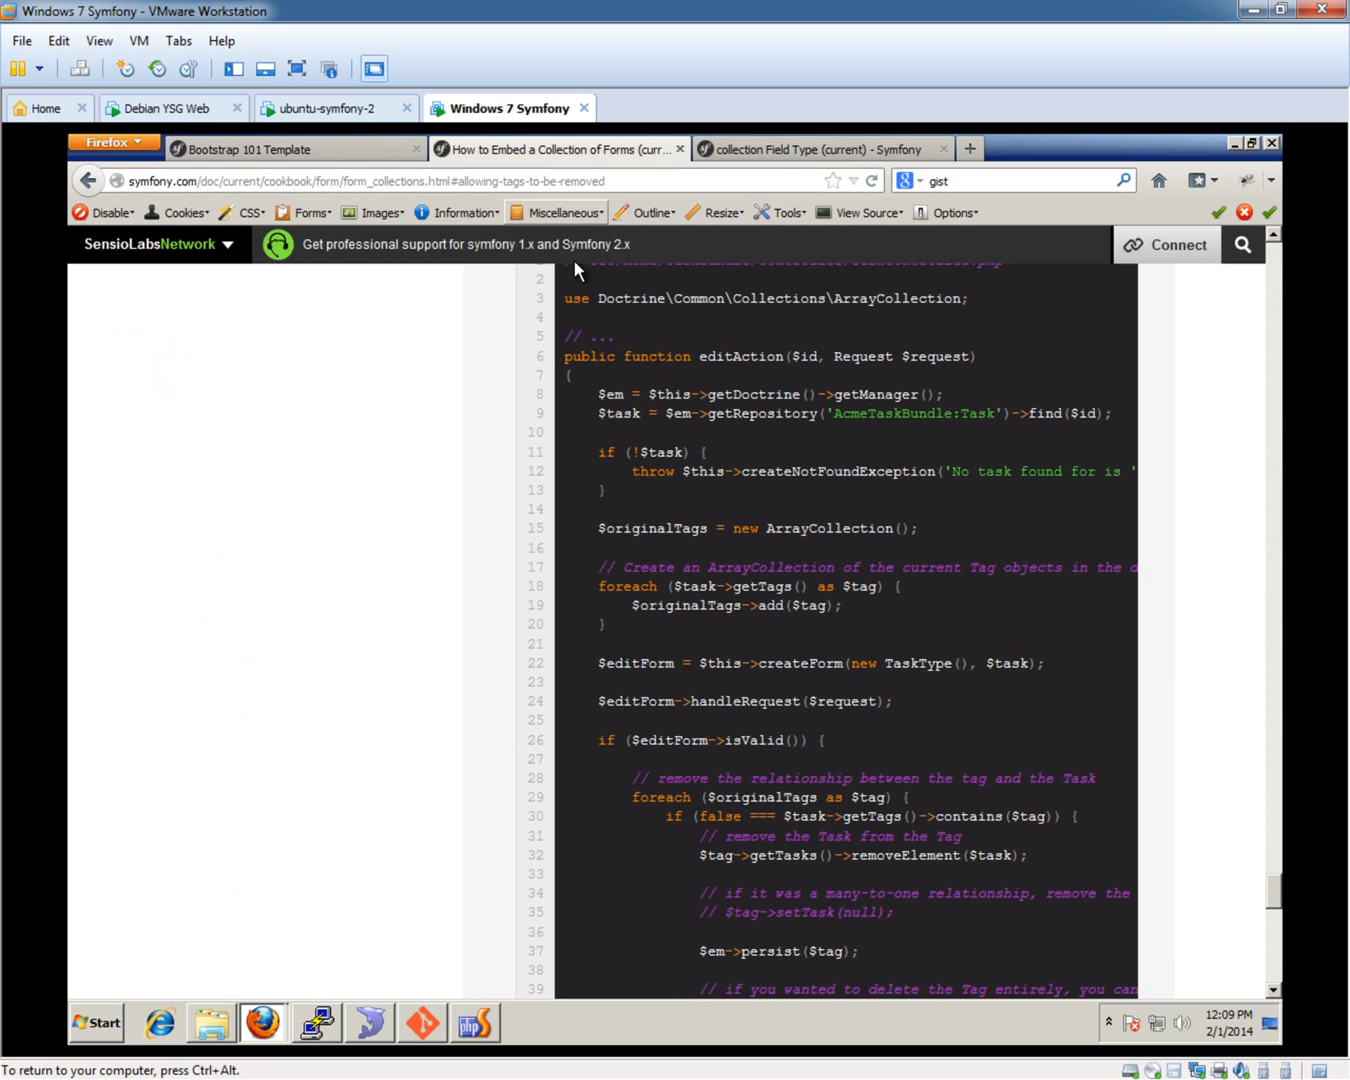 Windows 7 Symfony - VMware Workstation
File Edit View VM Tabs Help
Home Debian YSG Web ubuntu-symfony-2 Windows 7 Symfony
Firefox Bootstrap 101 Template How to Embed a Collection of Forms (curr... collection Field Type (current) - Symfony
symfony.com/doc/current/cookbook/form/form_collections.html#allowing-tags-to-be-removed gist
Disable Cookies CSS Forms Images Information Miscellaneous Outline Resize Tools View Source Options
SensioLabsNetwork Get professional support for symfony 1.x and Symfony 2.x Connect
2
3 use Doctrine\Common\Collections\ArrayCollection;
4
5 // ...
6 public function editAction($id, Request $request)
7 {
8 $em = $this->getDoctrine()->getManager();
9 $task = $em->getRepository('AcmeTaskBundle:Task')->find($id);
10
11 if (!$task) {
12 throw $this->createNotFoundException('No task found for is '
13 }
14
15 $originalTags = new ArrayCollection();
16
17 // Create an ArrayCollection of the current Tag objects in the d
18 foreach ($task->getTags() as $tag) {
19 $originalTags->add($tag);
20 }
21
22 $editForm = $this->createForm(new TaskType(), $task);
23
24 $editForm->handleRequest($request);
25
26 if ($editForm->isValid()) {
27
28 // remove the relationship between the tag and the Task
29 foreach ($originalTags as $tag) {
30 if (false === $task->getTags()->contains($tag)) {
31 // remove the Task from the Tag
32 $tag->getTasks()->removeElement($task);
33
34 // if it was a many-to-one relationship, remove the
35 // $tag->setTask(null);
36
37 $em->persist($tag);
38
39 // if you wanted to delete the Tag entirely, you can
Start php 12:09 PM
2/1/2014
To return to your computer, press Ctrl+Alt.